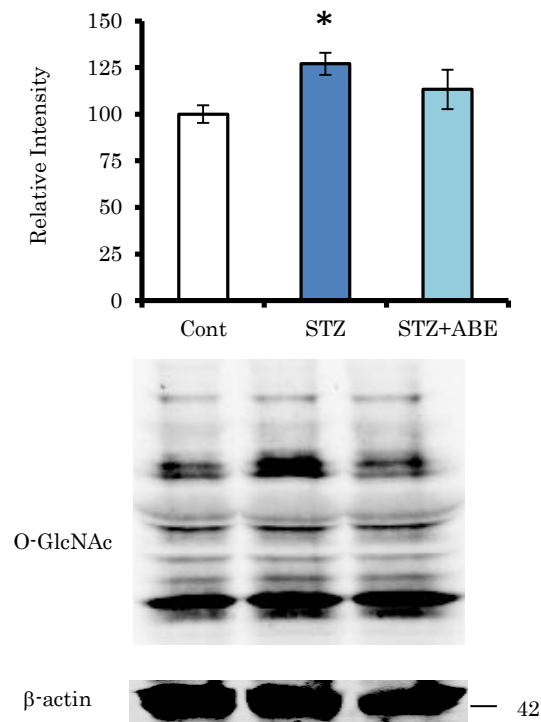 150
*
125
100
75
50
25
0
Relative Intensity
Cont STZ STZ+ABE
O-GlcNAc
β-actin
42